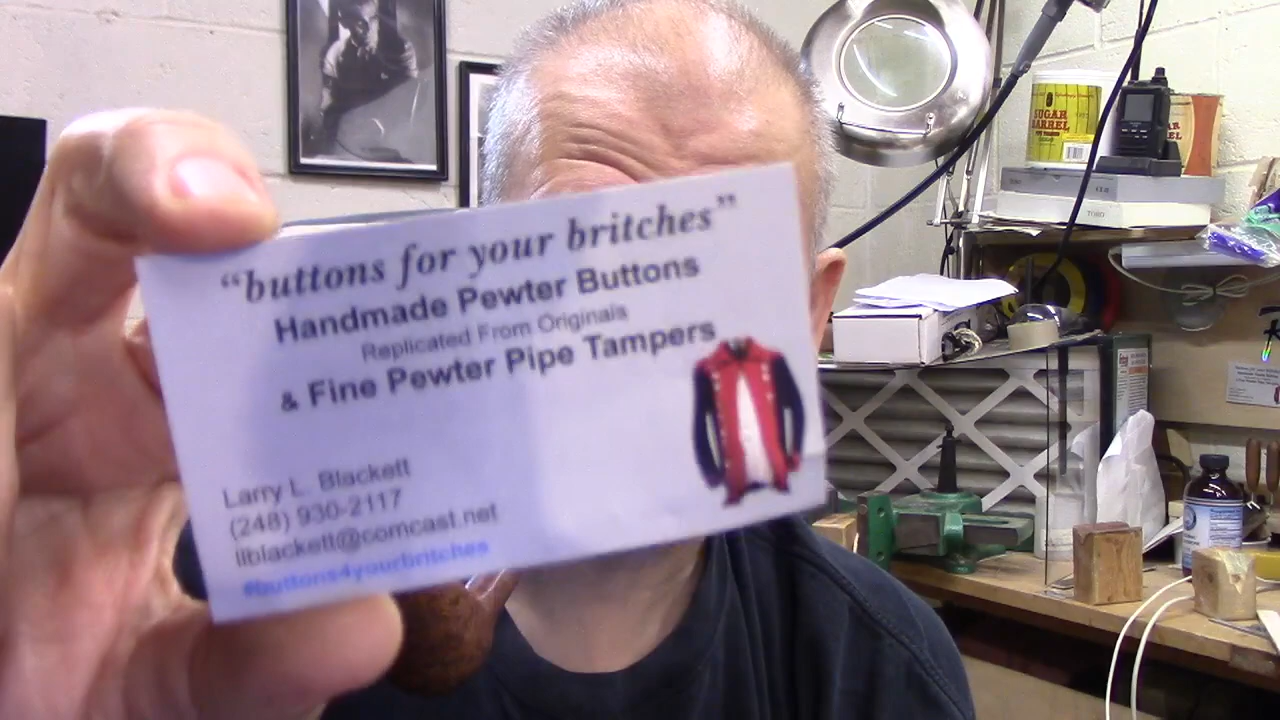 “buttons for your britches”
Handmade Pewter Buttons
Replicated From Originals
& Fine Pewter Pipe Tampers
Larry L. Blackett
(248) 930-2117
llblackett@comcast.net
#buttons4yourbritches
SUGAR
BARREL
TORO